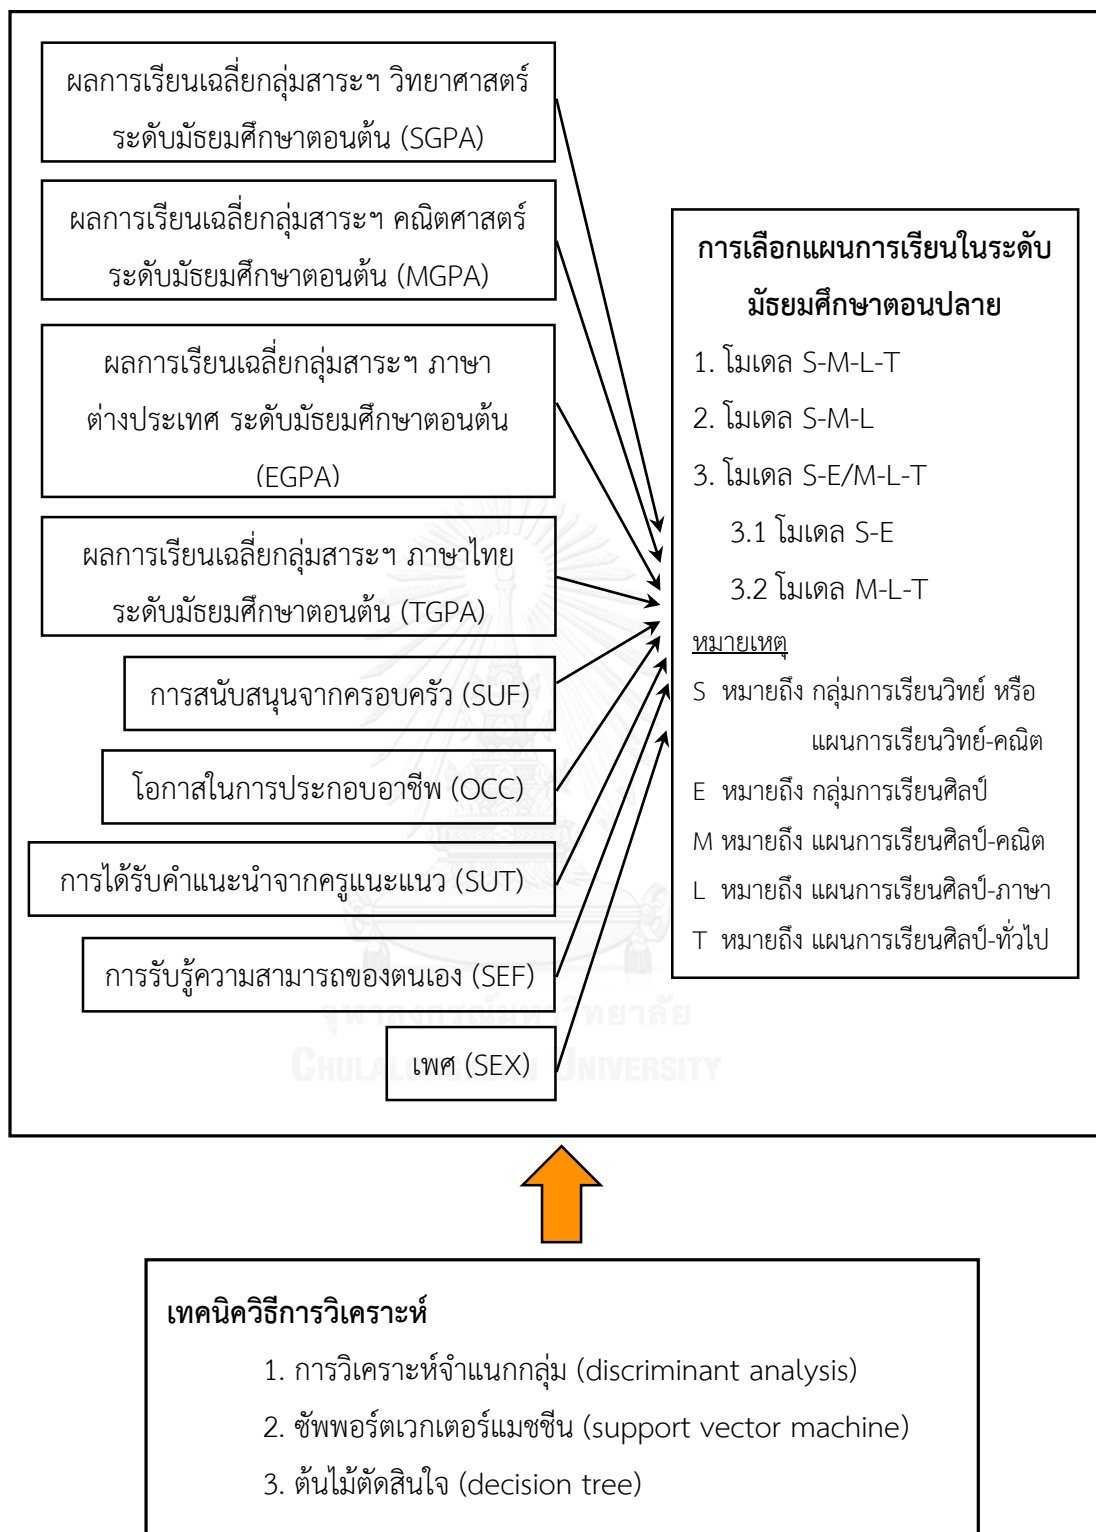 ผลการเรียนเฉลี่ยกลุ่มสาระฯ วิทยาศาสตร์
ระดับมัธยมศึกษาตอนต้น (SGPA)
ผลการเรียนเฉลี่ยกลุ่มสาระฯ คณิตศาสตร์
ระดับมัธยมศึกษาตอนต้น (MGPA)
ผลการเรียนเฉลี่ยกลุ่มสาระฯ ภาษา
ต่างประเทศ ระดับมัธยมศึกษาตอนต้น
(EGPA)
ผลการเรียนเฉลี่ยกลุ่มสาระฯ ภาษาไทย
ระดับมัธยมศึกษาตอนต้น (TGPA)
การสนับสนุนจากครอบครัว (SUF)
โอกาสในการประกอบอาชีพ (OCC)
การได้รับคำแนะนำจากครูแนะแนว (SUT)
การรับรู้ความสามารถของตนเอง (SEF)
เพศ (SEX)
การเลือกแผนการเรียนในระดับ
มัธยมศึกษาตอนปลาย
1. โมเดล S-M-L-T
2. โมเดล S-M-L
3. โมเดล S-E/M-L-T
3.1 โมเดล S-E
3.2 โมเดล M-L-T
หมายเหตุ
S หมายถึง กลุ่มการเรียนวิทย์ หรือ
แผนการเรียนวิทย์-คณิต
E หมายถึง กลุ่มการเรียนศิลป์
M หมายถึง แผนการเรียนศิลป์-คณิต
L หมายถึง แผนการเรียนศิลป์-ภาษา
T หมายถึง แผนการเรียนศิลป์-ทั่วไป
จุฬาลงกรณ์มหาวิทยาลัย
CHULALONGKORN UNIVERSITY
เทคนิควิธีการวิเคราะห์
1. การวิเคราะห์จำแนกกลุ่ม (discriminant analysis)
2. ซัพพอร์ตเวกเตอร์แมชชีน (support vector machine)
3. ต้นไม้ตัดสินใจ (decision tree)